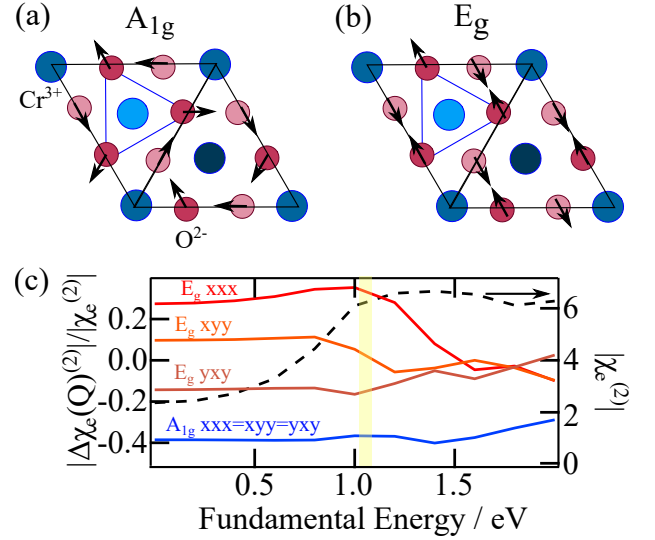 (a) A1g
(b) Eg
Cr3+
O2-
(c)
|Δχe(Q)(2)|/|χe(2)|
0.2
0.0
-0.2
-0.4
Eg xxx
Eg xyy
Eg yxy
A1g xxx=xyy=yxy
6
4
2
0
|χe(2)|
0.5 1.0 1.5
Fundamental Energy / eV